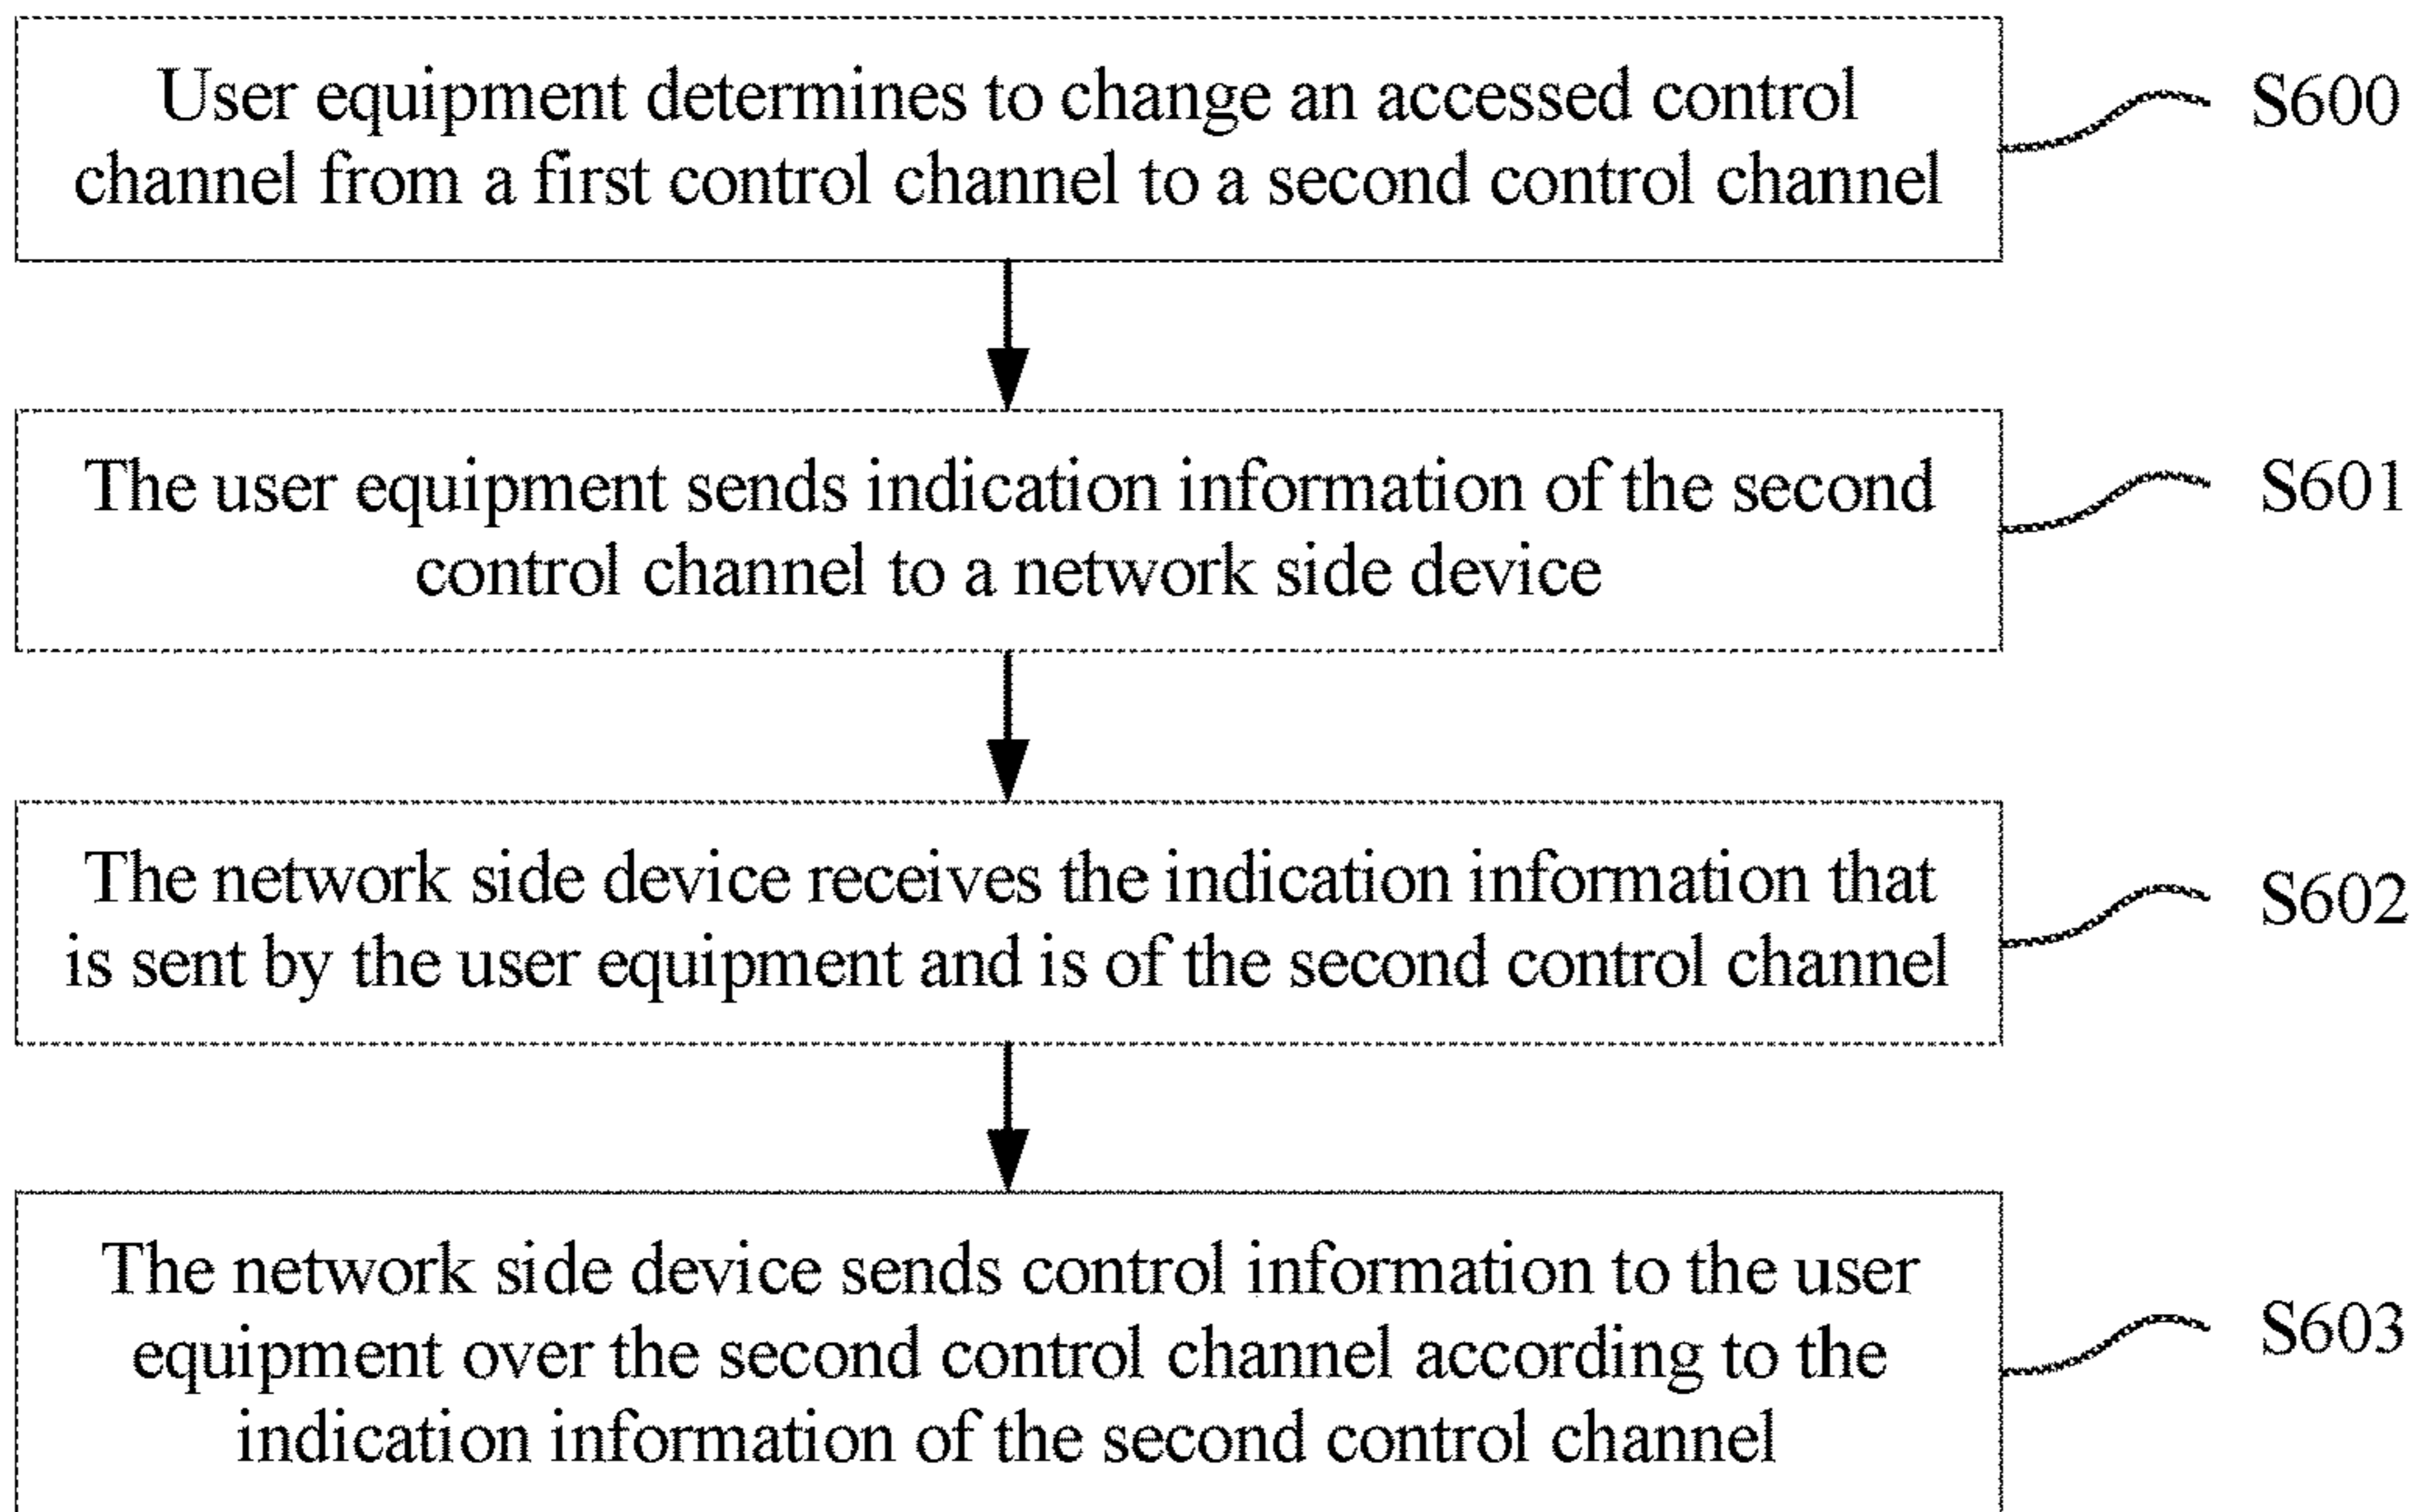 User equipment determines to change an accessed control
channel from a first control channel to a second control channel
S600
The user equipment sends indication information of the second
control channel to a network side device
S601
The network side device receives the indication information that
is sent by the user equipment and is of the second control channel
S602
The network side device sends control information to the user
equipment over the second control channel according to the
indication information of the second control channel
S603